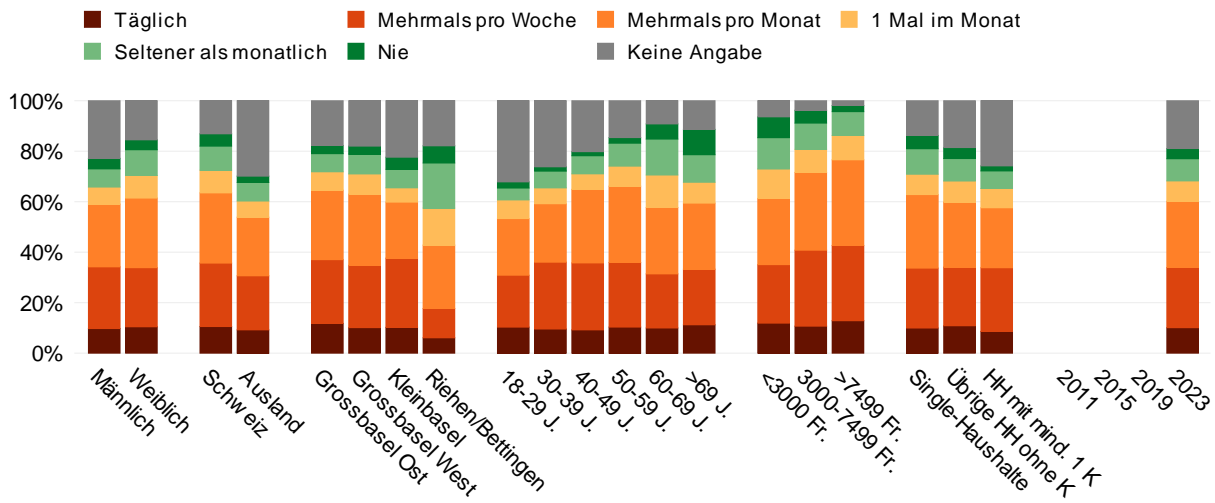 Täglich
Mehrmals pro Woche
Mehrmals pro Monat
1 Mal im Monat
Seltener als monatlich
Nie
Keine Angabe
100%
80%
60%
40%
20%
0%
Männlich
Weiblich
Schweiz
Ausland
Grossbasel Ost
Grossbasel West
Kleinbasel
Riehen/Bettingen
18-29 J.
30-39 J.
40-49 J.
50-59 J.
60-69 J.
>69 J.
<3000 Fr.
3000-7499 Fr.
>7499 Fr.
Single-Haushalte
Übrige HH ohne K
HH mit mind. 1 K
2011
2015
2019
2023